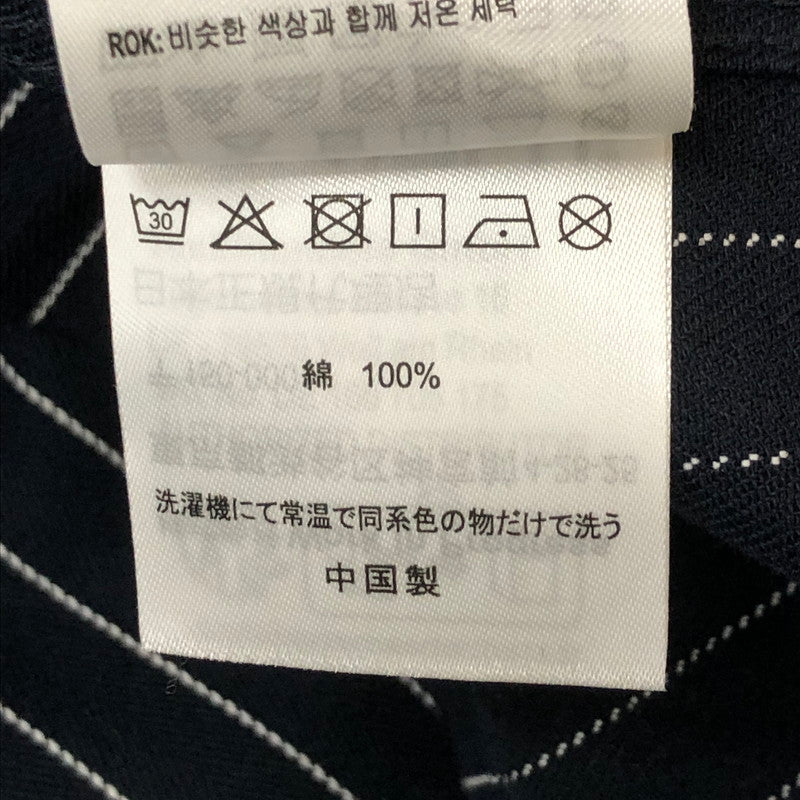 ROK: 비슷한 색상과 함께 저온 세탁
30
綿 100%
洗濯機にて常温で同系色の物だけで洗う
中国製